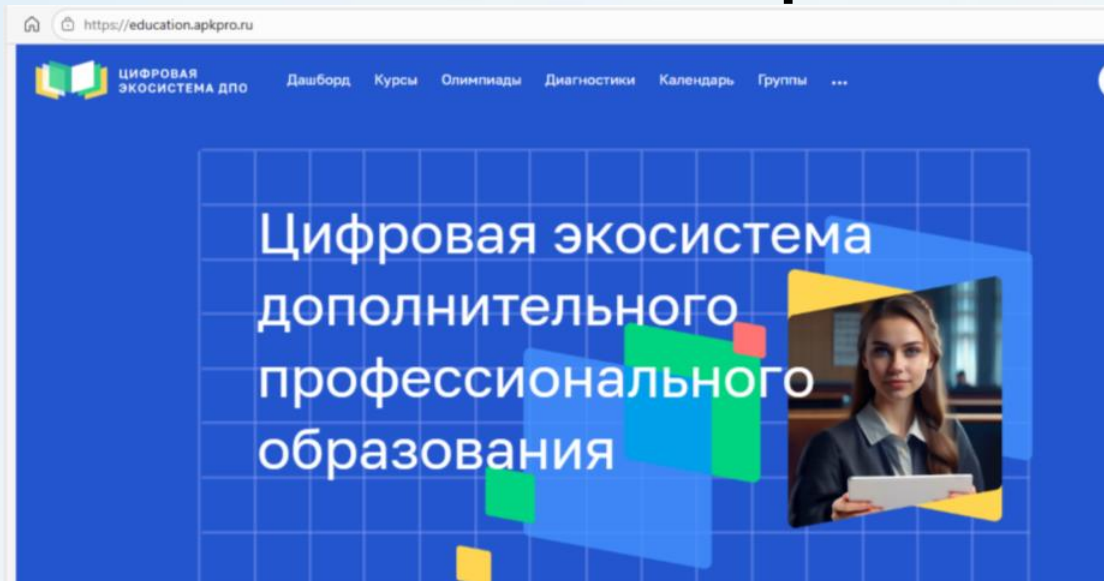 https://education.apkpro.ru
ЦИФРОВАЯ
ЭКОСИСТЕМА ДПО
Дашборд Курсы Олимпиады Диагностики Календарь Группы ...
Цифровая экосистема
дополнительного
профессионального
образования